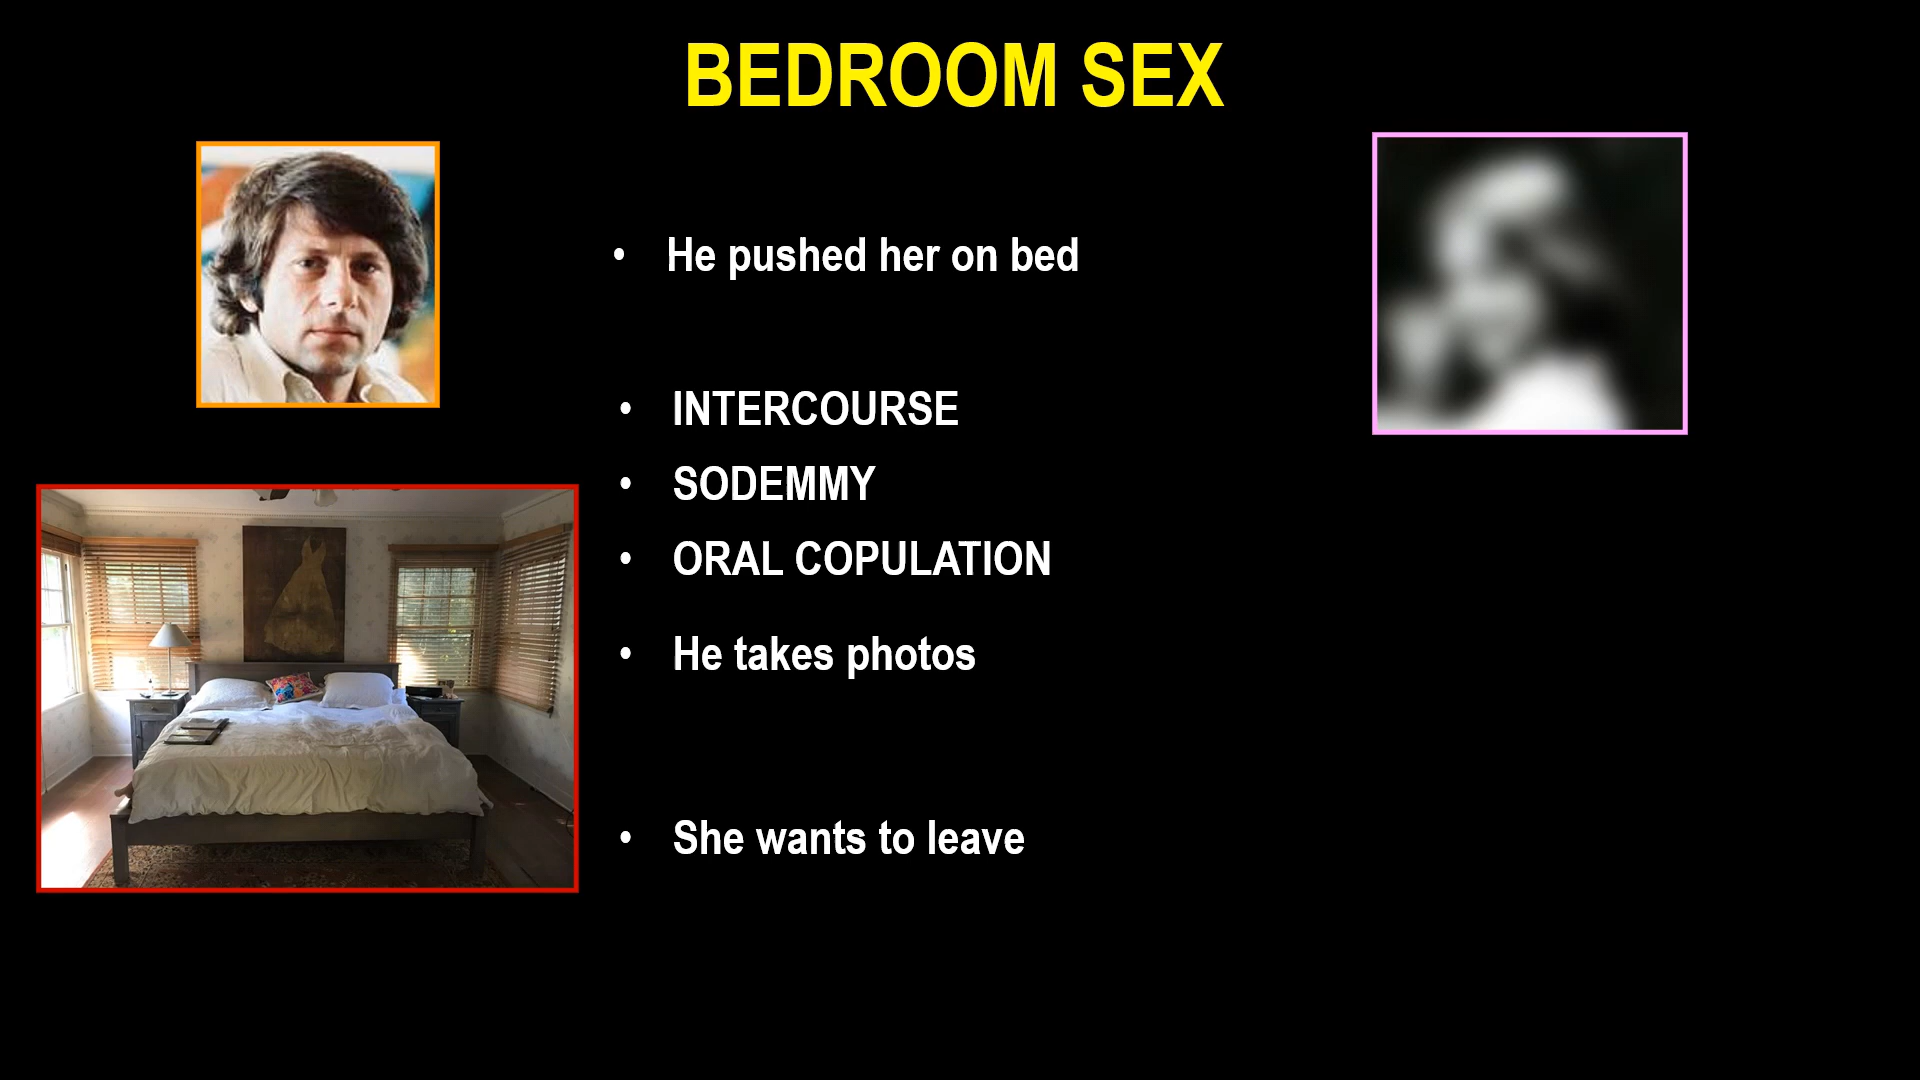 BEDROOM SEX
• He pushed her on bed
• INTERCOURSE
• SODEMMY
• ORAL COPULATION
• He takes photos
• She wants to leave